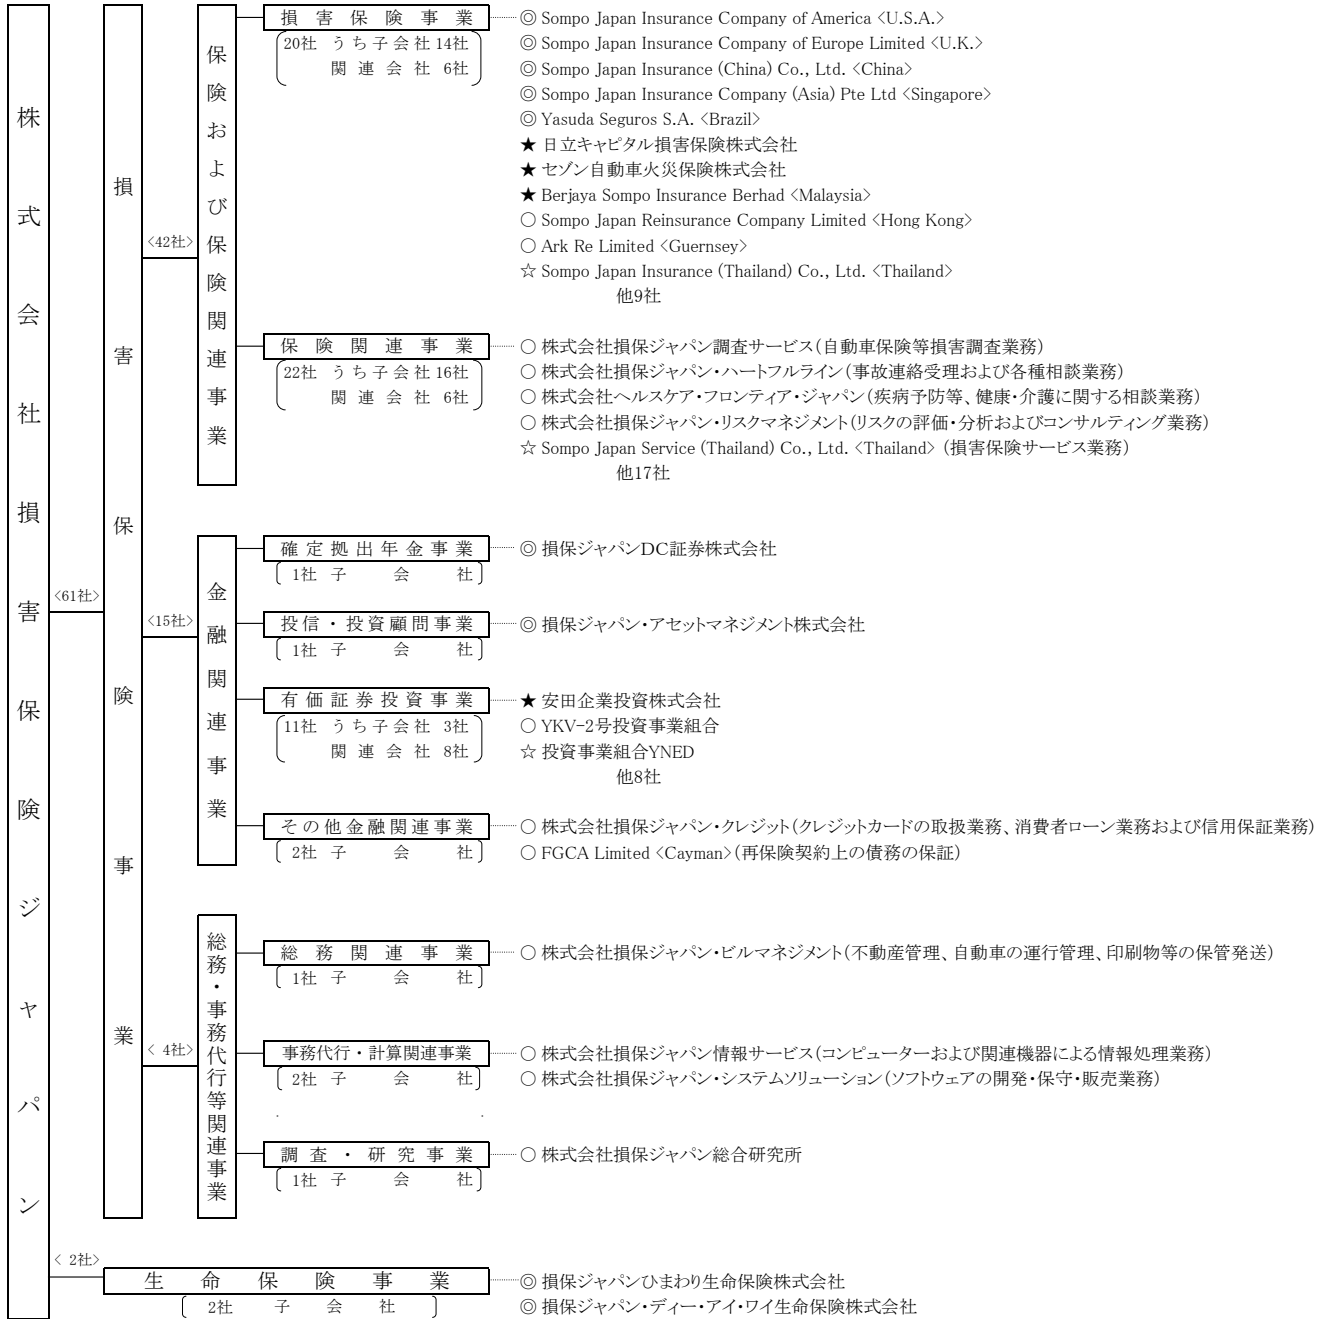 株式会社損害保険ジャパン
<61社>
損害保険事業
<42社>
保険および保険関連事業
損害保険事業
20社 うち子会社 14社
関連会社 6社
◎ Sompo Japan Insurance Company of America <U.S.A.>
◎ Sompo Japan Insurance Company of Europe Limited <U.K.>
◎ Sompo Japan Insurance (China) Co., Ltd. <China>
◎ Sompo Japan Insurance Company (Asia) Pte Ltd <Singapore>
◎ Yasuda Seguros S.A. <Brazil>
★ 日立キャピタル損害保険株式会社
★ セゾン自動車火災保険株式会社
★ Berjaya Sompo Insurance Berhad <Malaysia>
○ Sompo Japan Reinsurance Company Limited <Hong Kong>
○ Ark Re Limited <Guernsey>
☆ Sompo Japan Insurance (Thailand) Co., Ltd. <Thailand>
他9社
保険関連事業
22社 うち子会社 16社
関連会社 6社
○ 株式会社損保ジャパン調査サービス(自動車保険等損害調査業務)
○ 株式会社損保ジャパン・ハートフルライン(事故連絡受理および各種相談業務)
○ 株式会社ヘルスケア・フロンティア・ジャパン(疾病予防等、健康・介護に関する相談業務)
○ 株式会社損保ジャパン・リスクマネジメント(リスクの評価・分析およびコンサルティング業務)
☆ Sompo Japan Service (Thailand) Co., Ltd. <Thailand> (損害保険サービス業務)
他17社
<15社>
金融関連事業
確定拠出年金事業
1社 子会社
◎ 損保ジャパンDC証券株式会社
投信・投資顧問事業
1社 子会社
◎ 損保ジャパン・アセットマネジメント株式会社
有価証券投資事業
11社 うち子会社 3社
関連会社 8社
★ 安田企業投資株式会社
○ YKV-2号投資事業組合
☆ 投資事業組合YNED
他8社
その他金融関連事業
2社 子会社
○ 株式会社損保ジャパン・クレジット(クレジットカードの取扱業務、消費者ローン業務および信用保証業務)
○ FGCA Limited <Cayman>(再保険契約上の債務の保証)
< 4社>
総務・事務代行等関連事業
総務関連事業
1社 子会社
○ 株式会社損保ジャパン・ビルマネジメント(不動産管理、自動車の運行管理、印刷物等の保管発送)
事務代行・計算関連事業
2社 子会社
○ 株式会社損保ジャパン情報サービス(コンピューターおよび関連機器による情報処理業務)
○ 株式会社損保ジャパン・システムソリューション(ソフトウェアの開発・保守・販売業務)
調査・研究事業
1社 子会社
○ 株式会社損保ジャパン総合研究所
< 2社>
生命保険事業
2社 子会社
◎ 損保ジャパンひまわり生命保険株式会社
◎ 損保ジャパン・ディー・アイ・ワイ生命保険株式会社